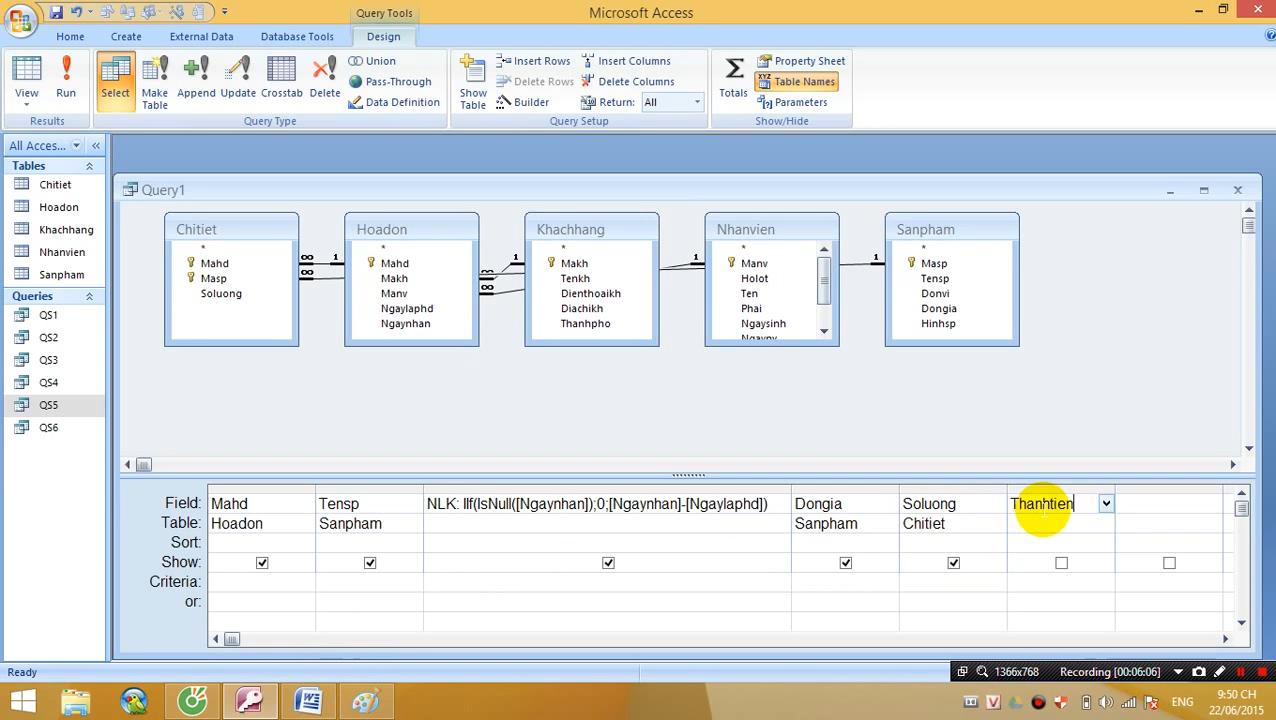 Query Tools
Microsoft Access
Home
Create
External Data
Database Tools
Design
View
Run
Results
Select
Make Table
Append
Update
Crosstab
Delete
Union
Pass-Through
Data Definition
Query Type
Show Table
Insert Rows
Delete Rows
Builder
Insert Columns
Delete Columns
Return: All
Query Setup
Totals
Property Sheet
Table Names
Parameters
Show/Hide
All Acces...
Tables
Chitiet
Hoadon
Khachhang
Nhanvien
Sanpham
Queries
QS1
QS2
QS3
QS4
QS5
QS6
Query1
Chitiet
*
Mahd
Masp
Soluong
Hoadon
*
Mahd
Makh
Manv
Ngaylaphd
Ngaynhan
Khachhang
*
Makh
Tenkh
Dienthoaikh
Diachikh
Thanhpho
Nhanvien
*
Manv
Holot
Ten
Phai
Ngaysinh
Ngaynv
Sanpham
*
Masp
Tensp
Donvi
Dongia
Hinhsp
∞ 1
∞
1
∞
∞
1
1
Field: Mahd Tensp NLK: IIf(IsNull([Ngaynhan]);0;[Ngaynhan]-[Ngaylaphd]) Dongia Soluong Thanhtien
Table: Hoadon Sanpham Sanpham Chitiet
Sort:
Show:
Criteria:
or:
Ready
1366x768
Recording [00:06:06]
CHG
9:50 CH
22/06/2015